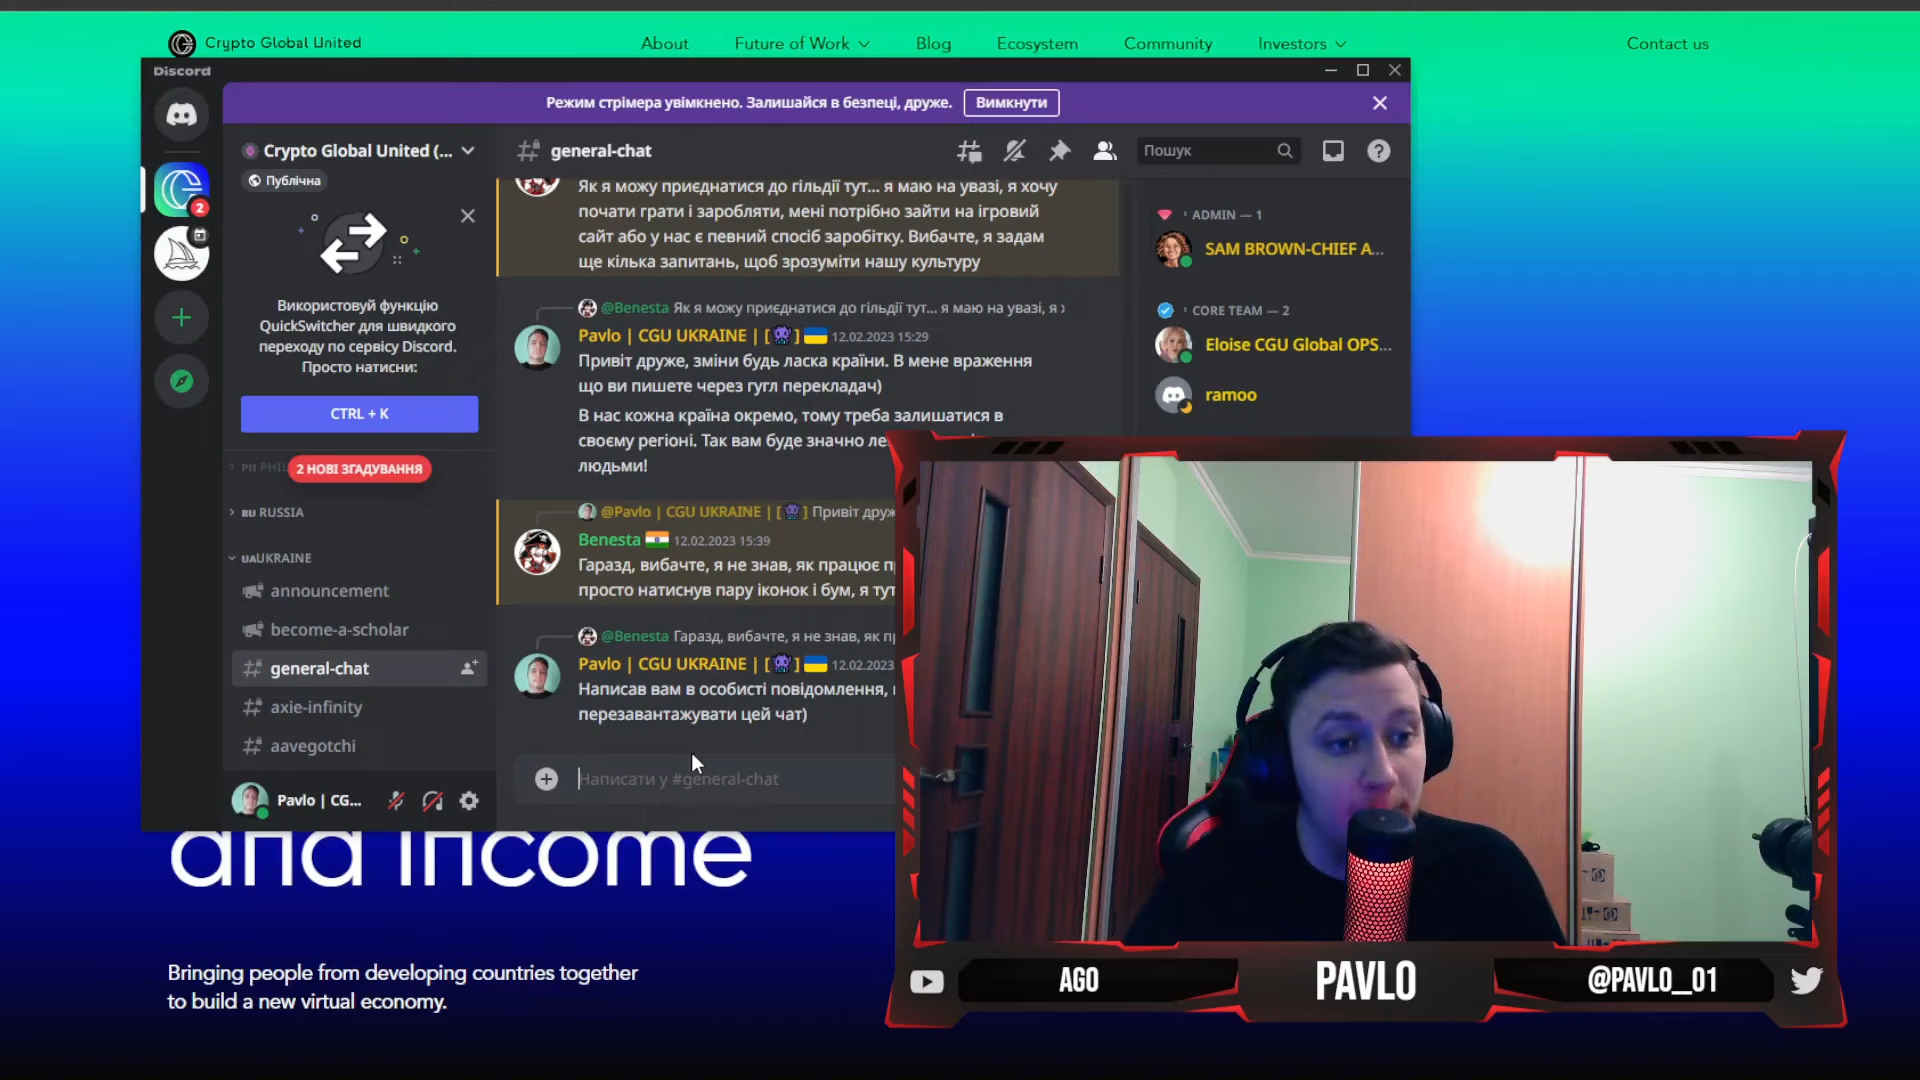 Crypto Global United
About
Future of Work
Blog
Ecosystem
Community
Investors
Contact us
Discord
Режим стрімера увімкнено. Залишайся в безпеці, друже.
Вимкнути
Crypto Global United (...
Публічна
general-chat
Пошук
Використовуй функцію
QuickSwitcher для швидкого
переходу по сервісу Discord.
Просто натисни:
CTRL + K
PH PHIL
2 НОВІ ЗГАДУВАННЯ
RU RUSSIA
UAUKRAINE
announcement
become-a-scholar
general-chat
axie-infinity
aavegotchi
Pavlo | CG...
2
Як я можу приєднатися до гільдії тут... я маю на увазі, я хочу
почати грати і заробляти, мені потрібно зайти на ігровий
сайт або у нас є певний спосіб заробітку. Вибачте, я задам
ще кілька запитань, щоб зрозуміти нашу культуру
@Benesta Як я можу приєднатися до гільдії тут... я маю на увазі, я
Pavlo | CGU UKRAINE | [ ] 12.02.2023 15:29
Привіт друже, зміни будь ласка країни. В мене враження
що ви пишете через гугл перекладач)
В нас кожна країна окремо, тому треба залишатися в
своєму регіоні. Так вам буде значно
людьми!
@Pavlo | CGU UKRAINE | [ ] Привіт
Benesta 12.02.2023 15:39
Гаразд, вибачте, я не знав, як працює
просто натиснув пару іконок і бум, я
@Benesta Гаразд, вибачте, я не знав, як
Pavlo | CGU UKRAINE | [ ] 12.02.2023
Написав вам в особисті повідомлення,
перезавантажувати цей чат)
Написати у #general-chat
ADMIN — 1
SAM BROWN-CHIEF A...
CORE TEAM — 2
Eloise CGU Global OPS...
ramoo
and income
Bringing people from developing countries together
to build a new virtual economy.
AGO
PAVLO
@PAVLO__01